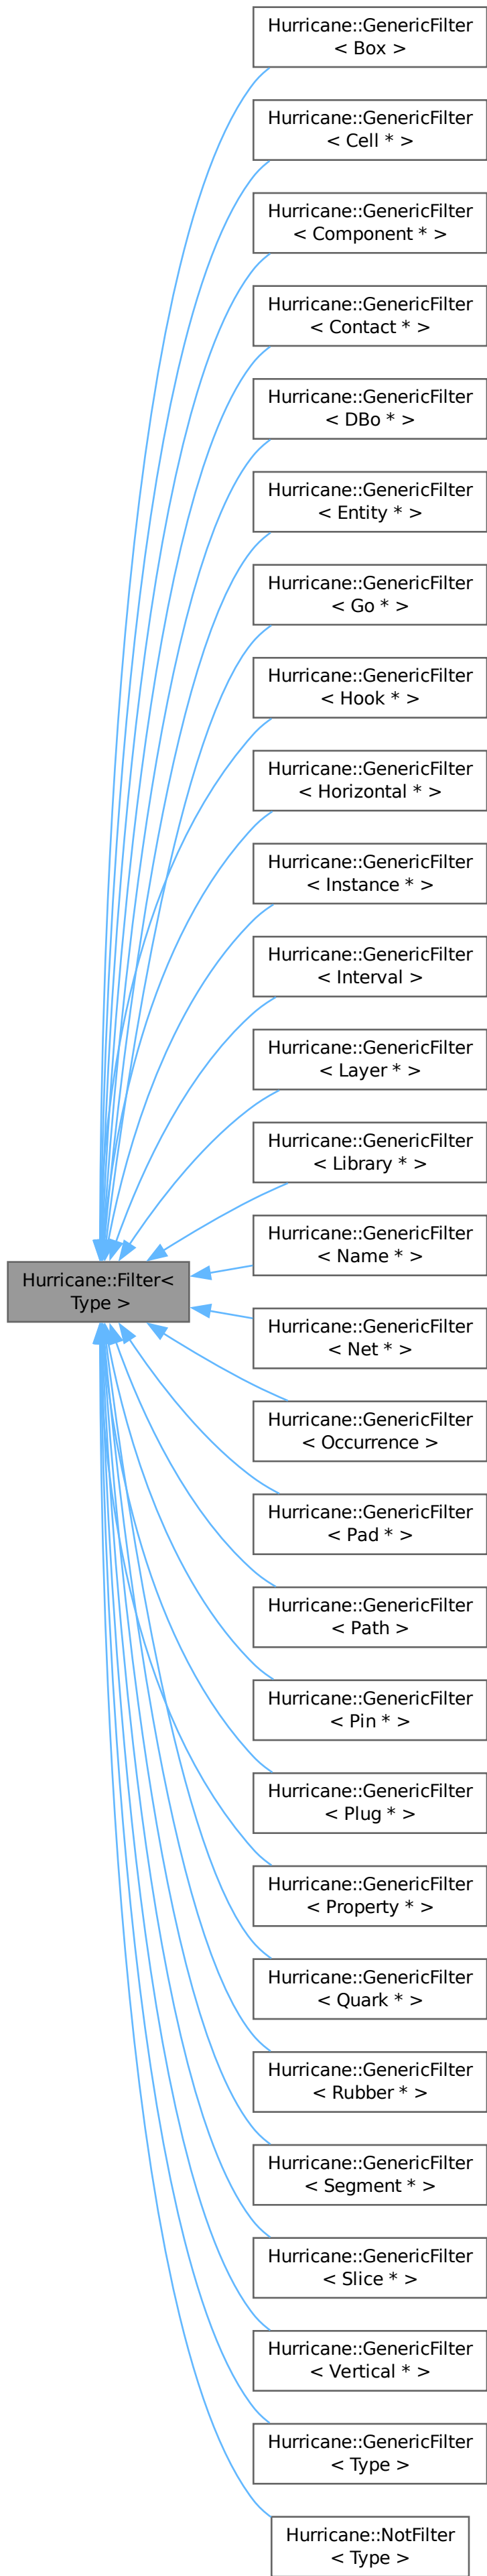 Hurricane::GenericFilter
< Box >
Hurricane::GenericFilter
< Cell * >
Hurricane::GenericFilter
< Component * >
Hurricane::GenericFilter
< Contact * >
Hurricane::GenericFilter
< DBo * >
Hurricane::GenericFilter
< Entity * >
Hurricane::GenericFilter
< Go * >
Hurricane::GenericFilter
< Hook * >
Hurricane::GenericFilter
< Horizontal * >
Hurricane::GenericFilter
< Instance * >
Hurricane::GenericFilter
< Interval >
Hurricane::GenericFilter
< Layer * >
Hurricane::GenericFilter
< Library * >
Hurricane::GenericFilter
< Name * >
Hurricane::Filter<
Type >
Hurricane::GenericFilter
< Net * >
Hurricane::GenericFilter
< Occurrence >
Hurricane::GenericFilter
< Pad * >
Hurricane::GenericFilter
< Path >
Hurricane::GenericFilter
< Pin * >
Hurricane::GenericFilter
< Plug * >
Hurricane::GenericFilter
< Property * >
Hurricane::GenericFilter
< Quark * >
Hurricane::GenericFilter
< Rubber * >
Hurricane::GenericFilter
< Segment * >
Hurricane::GenericFilter
< Slice * >
Hurricane::GenericFilter
< Vertical * >
Hurricane::GenericFilter
< Type >
Hurricane::NotFilter
< Type >